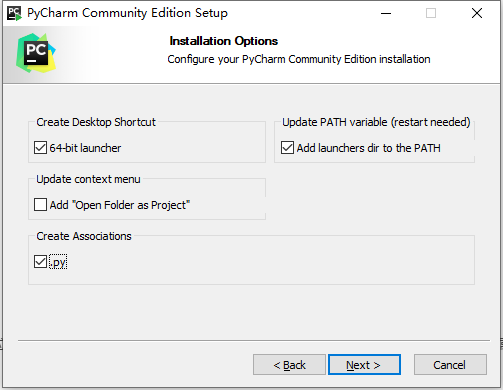 PyCharm Community Edition Setup
PC
Installation Options
Configure your PyCharm Community Edition installation
Create Desktop Shortcut
64-bit launcher
Update PATH variable (restart needed)
Add launchers dir to the PATH
Update context menu
Add "Open Folder as Project"
Create Associations
.py
< Back
Next >
Cancel